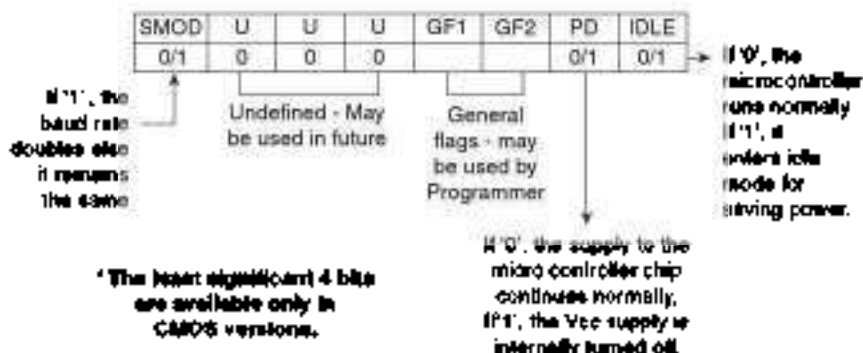 SMOD U U U GF1 GF2 PD IDLE
0/1 0 0 0 0/1 0/1
If "1", the
baud rate
doubles else
it remains
the same
Undefined - May
be used in future
General
flags - may
be used by
Programmer
If '0', the
microcontroller
runs normally
If '1', it
enters idle
mode for
saving power.
If '0', the supply to the
micro controller chip
continues normally,
If '1', the Vcc supply is
internally turned off.
* The least significant 4 bits
are available only in
CMOS versions.